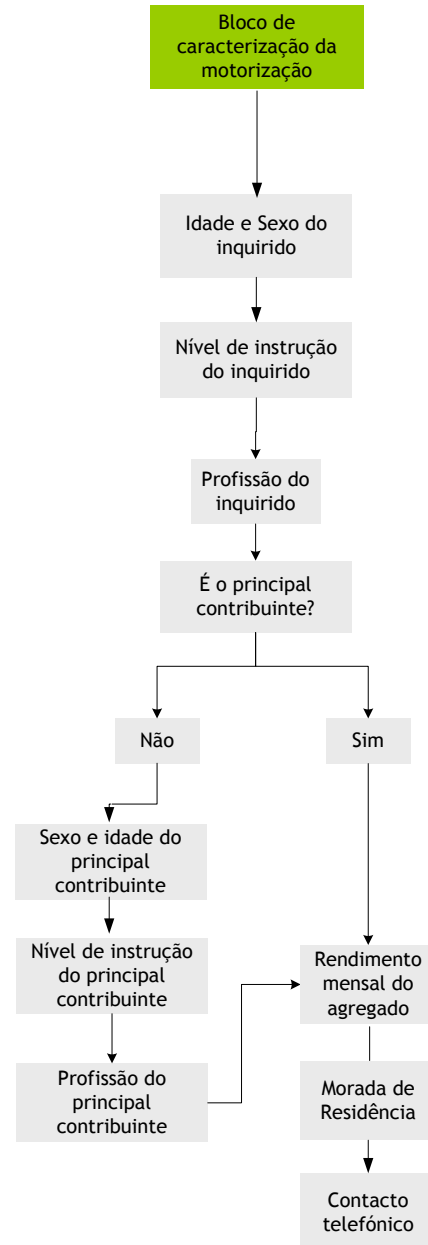 Bloco de
caracterização da
motorização
Idade e Sexo do
inquirido
Nível de instrução
do inquirido
Profissão do
inquirido
É o principal
contribuinte?
Não
Sim
Sexo e idade do
principal
contribuinte
Nível de instrução
do principal
contribuinte
Profissão do
principal
contribuinte
Rendimento
mensal do
agregado
Morada de
Residência
Contacto
telefónico